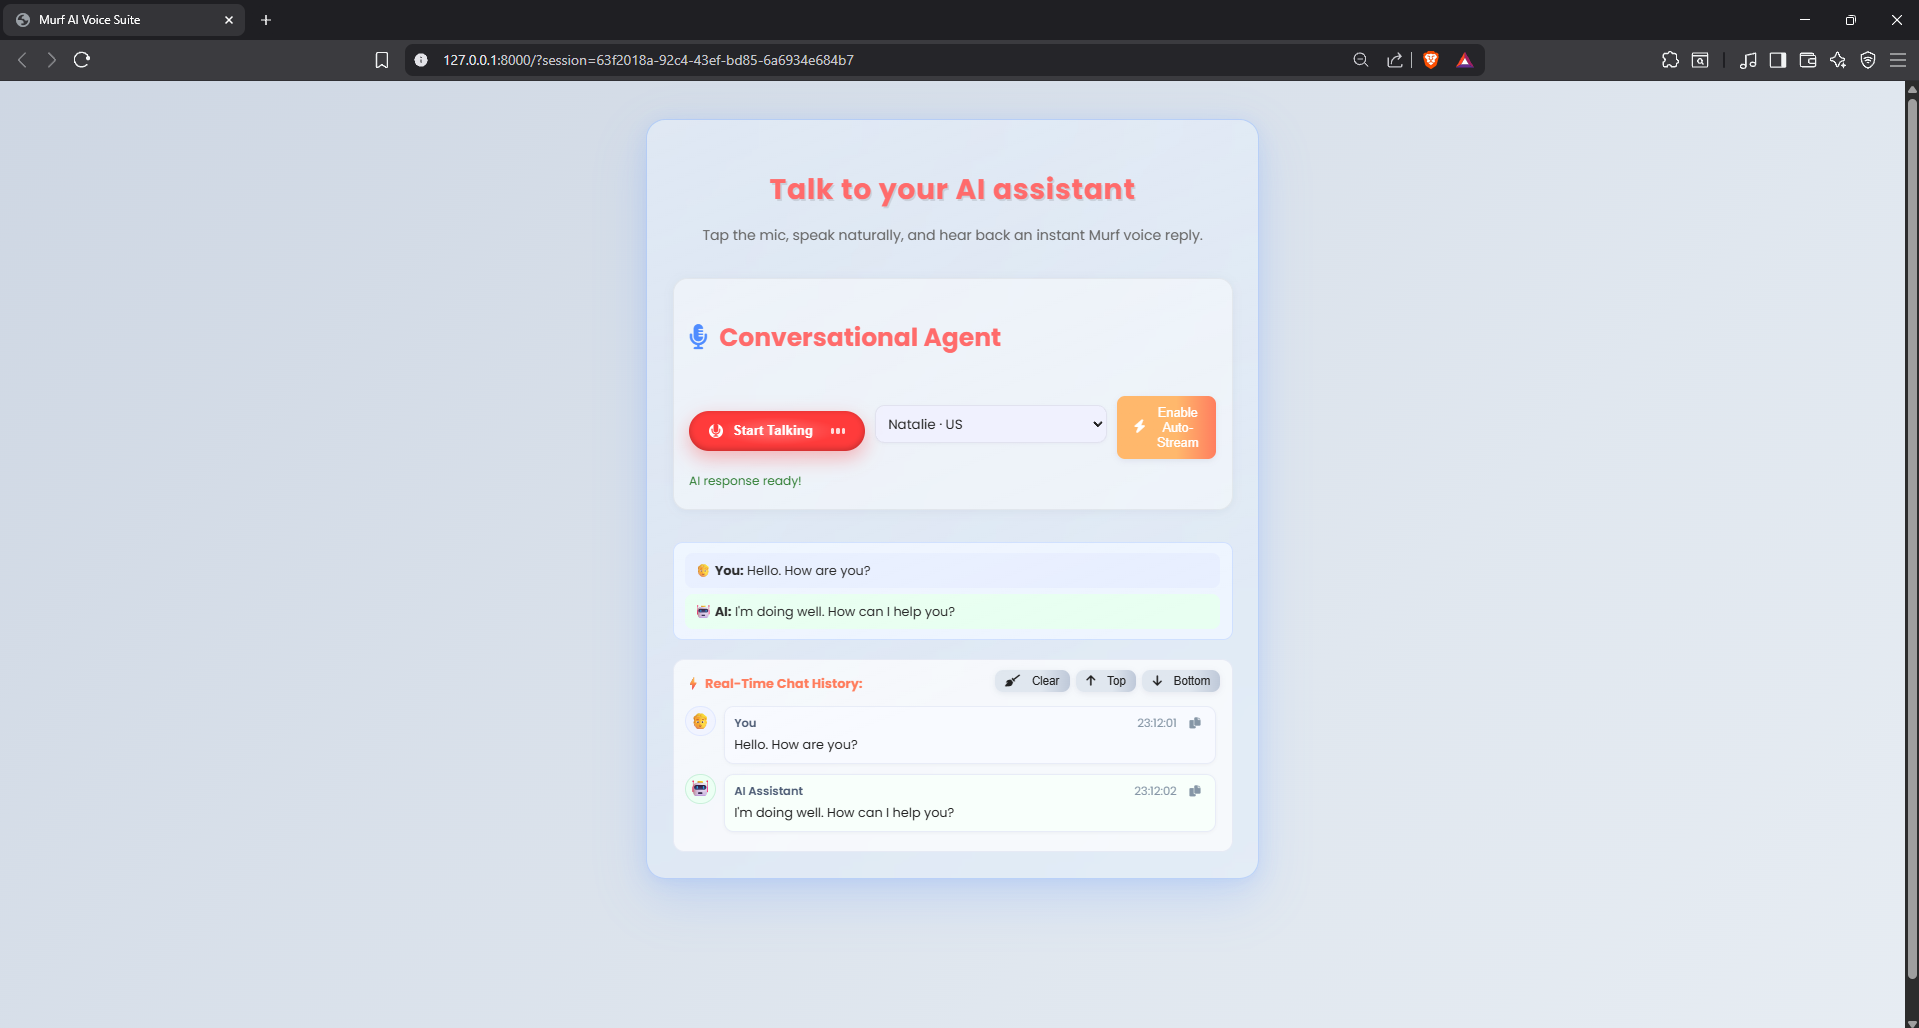 Murf AI Voice Suite
127.0.0.1:8000/?session=63f2018a-92c4-43ef-bd85-6a6934e684b7
Talk to your AI assistant
Tap the mic, speak naturally, and hear back an instant Murf voice reply.
Conversational Agent
Start Talking
Natalie · US
Enable
Auto-
Stream
AI response ready!
You: Hello. How are you?
AI: I'm doing well. How can I help you?
Real-Time Chat History:
Clear
Top
Bottom
You
23:12:01
Hello. How are you?
AI Assistant
23:12:02
I'm doing well. How can I help you?